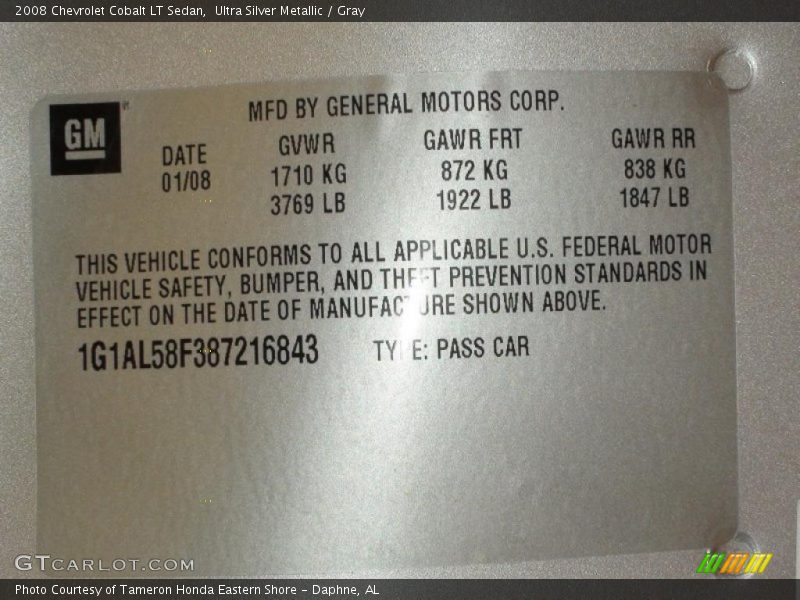 2008 Chevrolet Cobalt LT Sedan, Ultra Silver Metallic / Gray
GM
MFD BY GENERAL MOTORS CORP.
DATE GVWR GAWR FRT GAWR RR
01/08 1710 KG 872 KG 838 KG
3769 LB 1922 LB 1847 LB
THIS VEHICLE CONFORMS TO ALL APPLICABLE U.S. FEDERAL MOTOR
VEHICLE SAFETY, BUMPER, AND THEFT PREVENTION STANDARDS IN
EFFECT ON THE DATE OF MANUFACTURE SHOWN ABOVE.
1G1AL58F387216843 TYPE: PASS CAR
GTCARLOT.COM
Photo Courtesy of Tameron Honda Eastern Shore - Daphne, AL